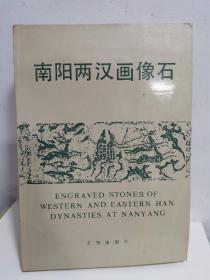 南阳两汉画像石
ENGRAVED STONES OF
WESTERN AND EASTERN HAN
DYNASTIES AT NANYANG
文物出版社